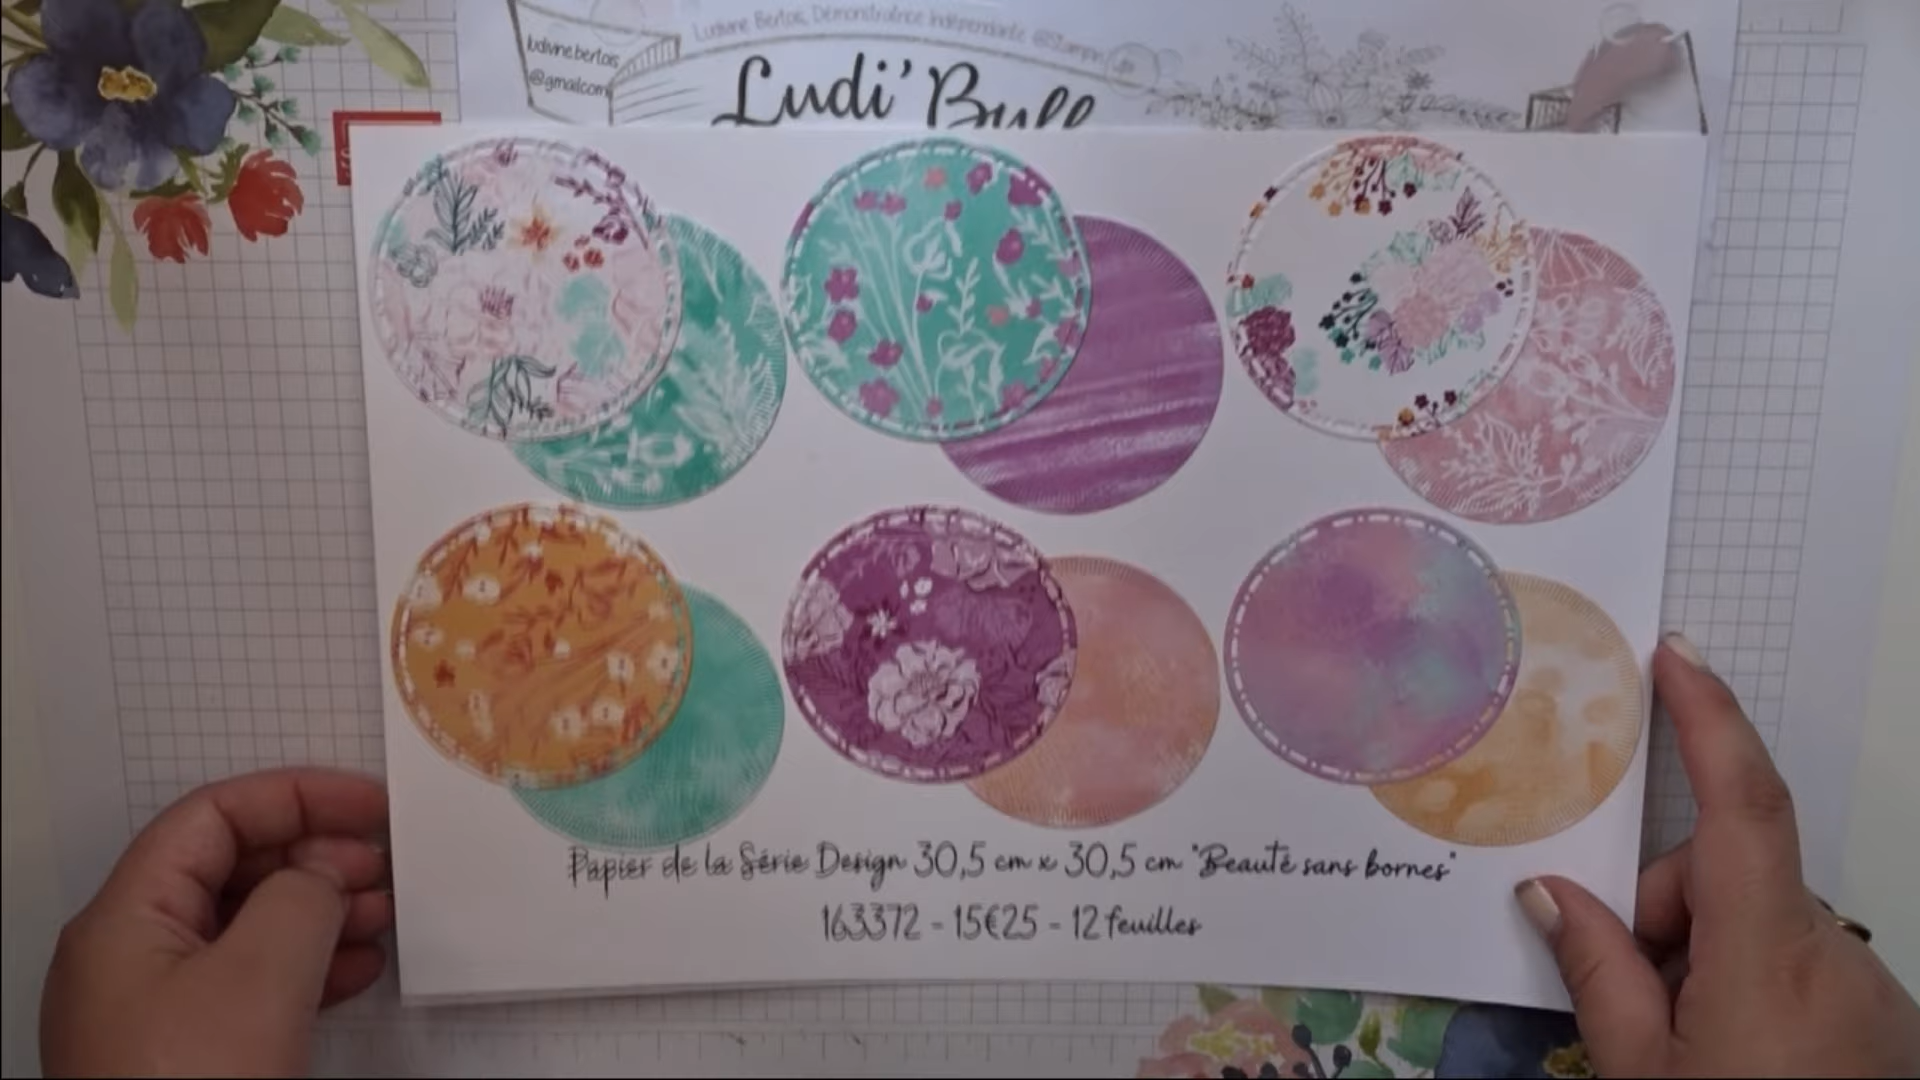 ludivine.bertois
@gmail.com
Ludivine Bertois, Démonstratrice Indépendante @Stampin
Ludi' Bull
Papier de la Série Design 30,5 cm x 30,5 cm "Beauté sans bornes"
163372 - 15€25 - 12 feuilles